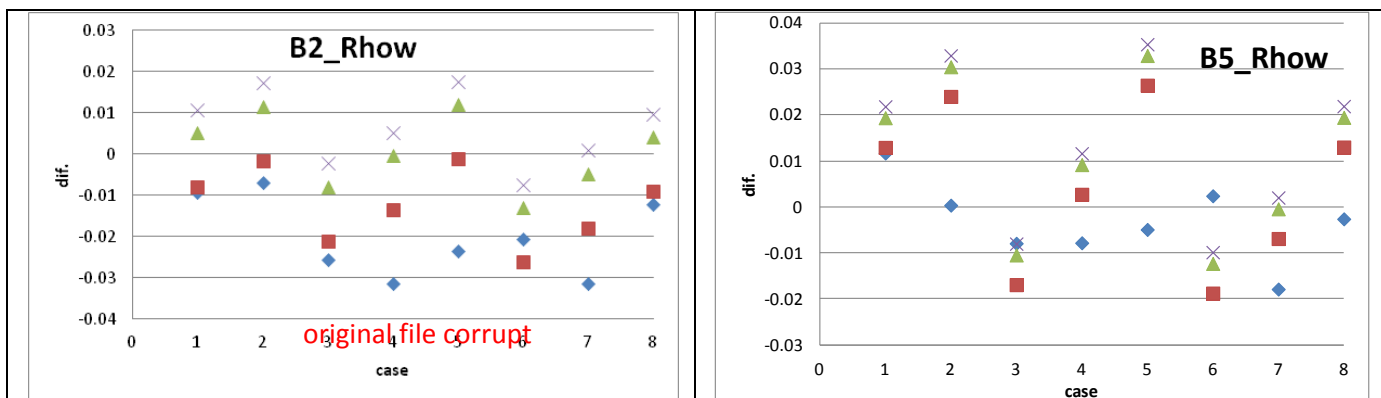 B2_Rhow
0.03
0.02
0.01
0
-0.01
-0.02
-0.03
-0.04
dif.
0 1 2 3 4 5 6 7 8
original file corrupt
case
B5_Rhow
0.04
0.03
0.02
0.01
0
-0.01
-0.02
-0.03
dif.
0 1 2 3 4 5 6 7 8
case